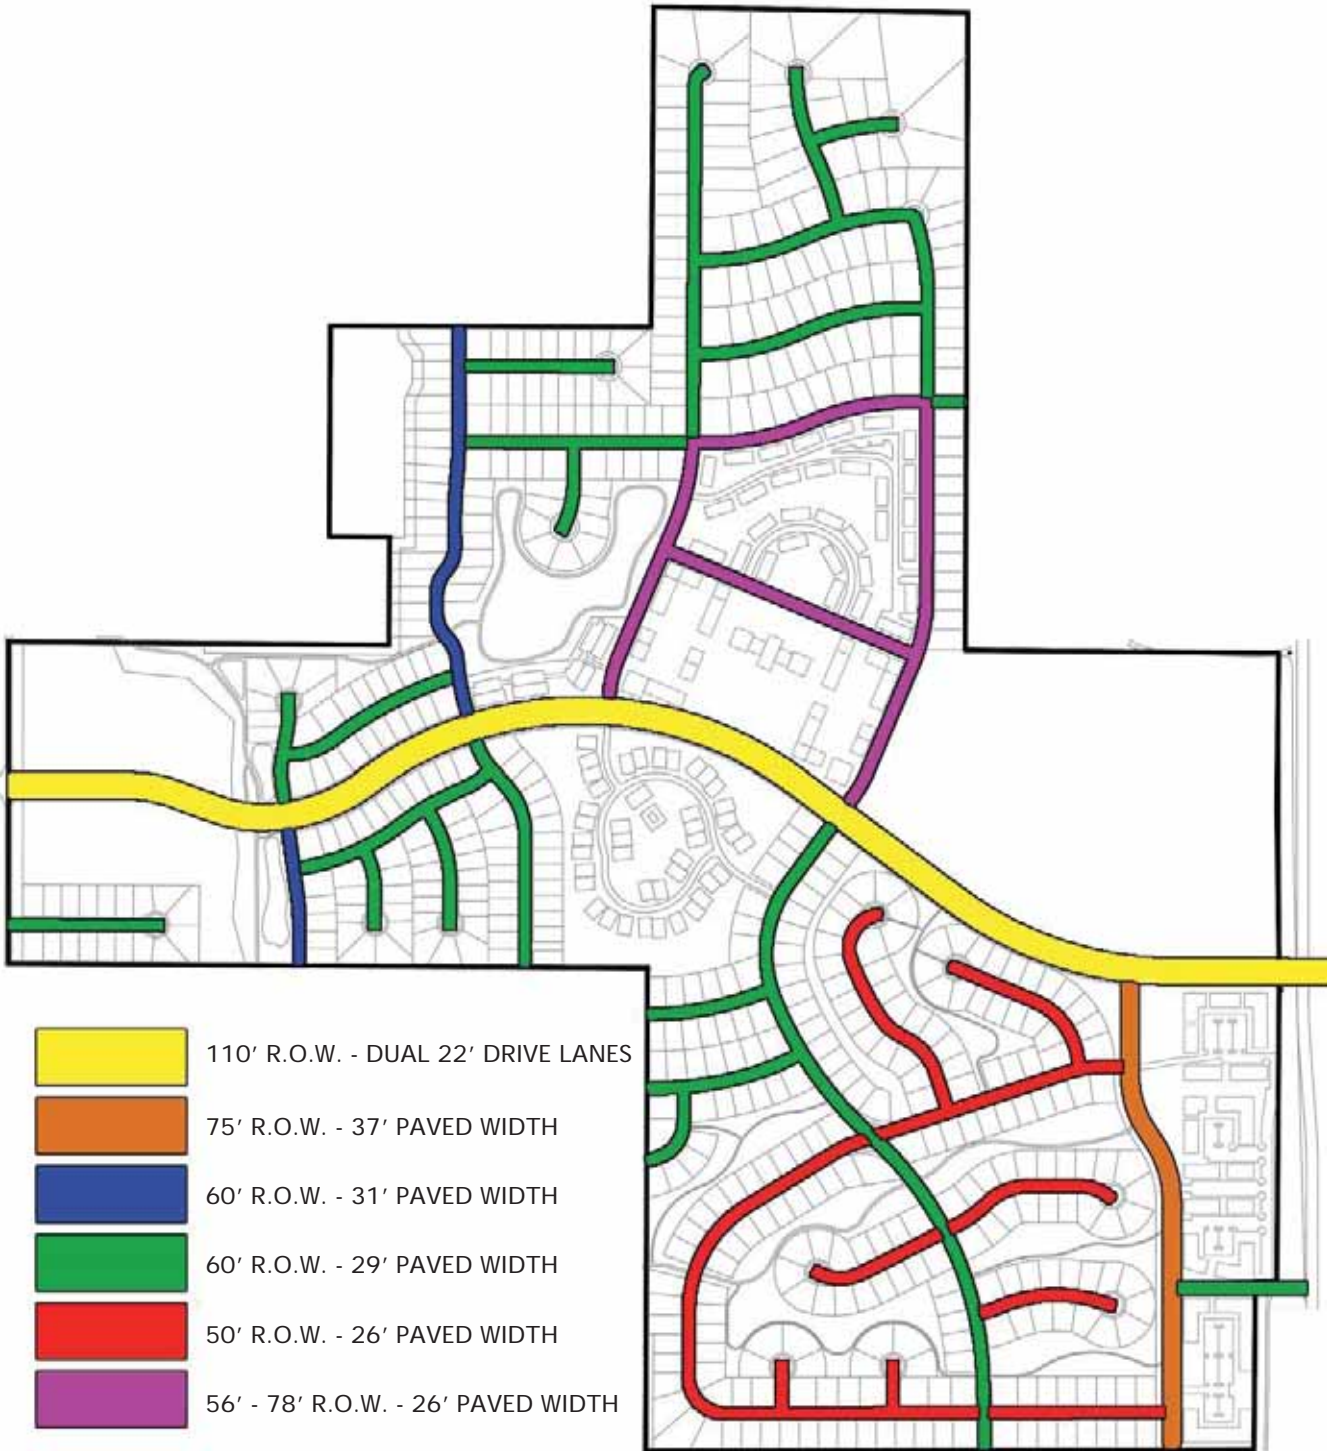 110' R.O.W. - DUAL 22' DRIVE LANES
75' R.O.W. - 37' PAVED WIDTH
60' R.O.W. - 31' PAVED WIDTH
60' R.O.W. - 29' PAVED WIDTH
50' R.O.W. - 26' PAVED WIDTH
56' - 78' R.O.W. - 26' PAVED WIDTH